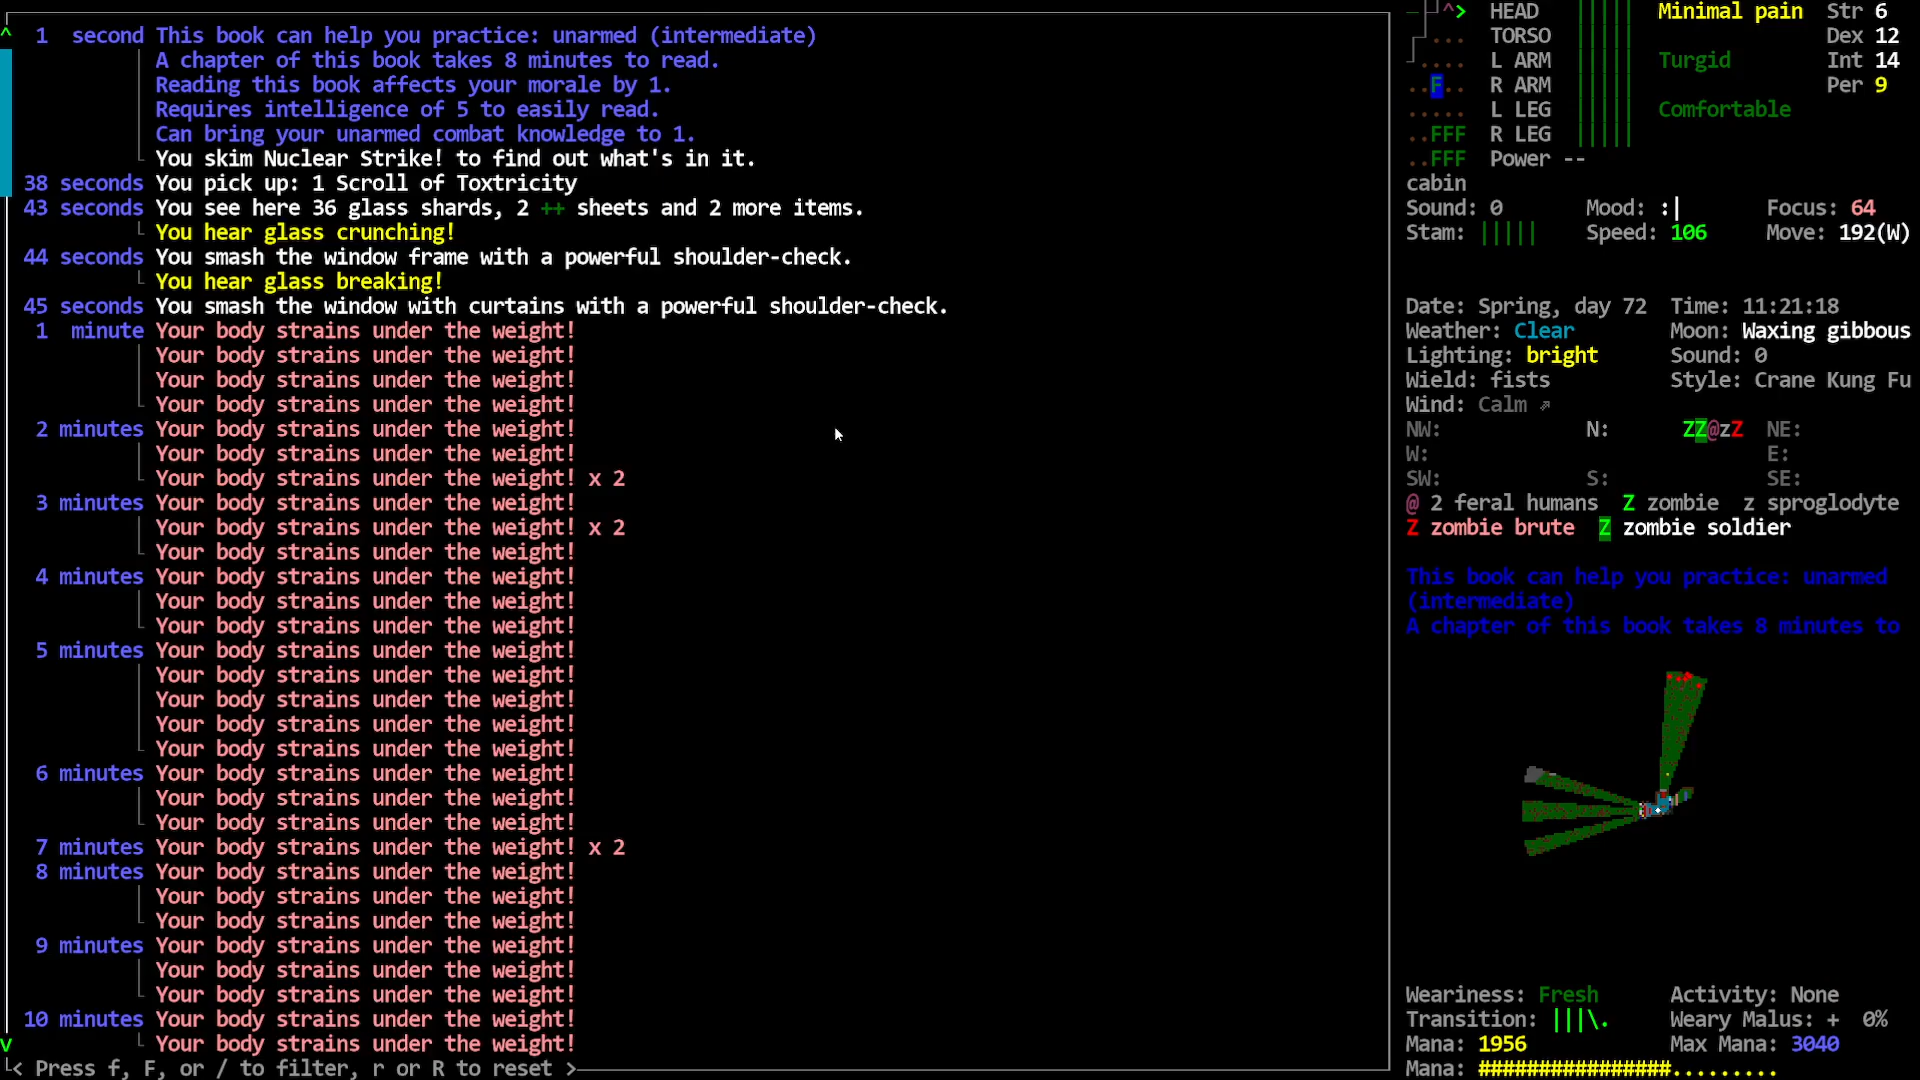 1 second This book can help you practice: unarmed (intermediate)
A chapter of this book takes 8 minutes to read.
Reading this book affects your morale by 1.
Requires intelligence of 5 to easily read.
Can bring your unarmed combat knowledge to 1.
You skim Nuclear Strike! to find out what's in it.
38 seconds You pick up: 1 Scroll of Toxtricity
43 seconds You see here 36 glass shards, 2 ++ sheets and 2 more items.
You hear glass crunching!
44 seconds You smash the window frame with a powerful shoulder-check.
You hear glass breaking!
45 seconds You smash the window with curtains with a powerful shoulder-check.
1 minute Your body strains under the weight!
Your body strains under the weight!
Your body strains under the weight!
Your body strains under the weight!
2 minutes Your body strains under the weight!
Your body strains under the weight!
Your body strains under the weight! x 2
3 minutes Your body strains under the weight!
Your body strains under the weight! x 2
Your body strains under the weight!
4 minutes Your body strains under the weight!
Your body strains under the weight!
Your body strains under the weight!
5 minutes Your body strains under the weight!
Your body strains under the weight!
Your body strains under the weight!
Your body strains under the weight!
Your body strains under the weight!
6 minutes Your body strains under the weight!
Your body strains under the weight!
Your body strains under the weight!
7 minutes Your body strains under the weight! x 2
8 minutes Your body strains under the weight!
Your body strains under the weight!
Your body strains under the weight!
9 minutes Your body strains under the weight!
Your body strains under the weight!
Your body strains under the weight!
10 minutes Your body strains under the weight!
Your body strains under the weight!
< Press f, F, or / to filter, r or R to reset >
^> HEAD ||||| Minimal pain Str 6
... TORSO ||||| Dex 12
.... L ARM ||||| Turgid Int 14
..F.. R ARM ||||| Per 9
..... L LEG ||||| Comfortable
..FFF R LEG |||||
..FFF Power --
cabin
Sound: 0 Mood: :| Focus: 64
Stam: ||||| Speed: 106 Move: 192(W)
Date: Spring, day 72 Time: 11:21:18
Weather: Clear Moon: Waxing gibbous
Lighting: bright Sound: 0
Wield: fists Style: Crane Kung Fu
Wind: Calm ↗
NW: N: ZZ@zZ NE:
W: E:
SW: S: SE:
@ 2 feral humans Z zombie z sproglodyte
Z zombie brute Z zombie soldier
This book can help you practice: unarmed
(intermediate)
A chapter of this book takes 8 minutes to
Weariness: Fresh Activity: None
Transition: |||\. Weary Malus: + 0%
Mana: 1956 Max Mana: 3040
Mana: ################.........